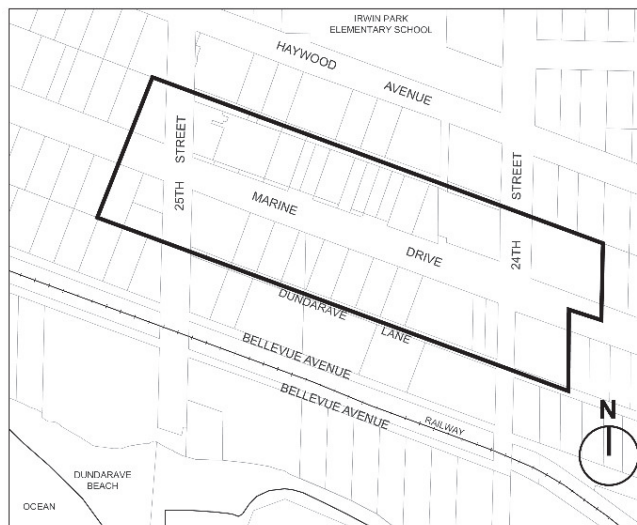 IRWIN PARK
ELEMENTARY SCHOOL
HAYWOOD
AVENUE
25TH STREET
24TH STREET
MARINE
DRIVE
DUNDARAVE
LANE
BELLEVUE AVENUE
BELLEVUE AVENUE
RAILWAY
N
DUNDARAVE
BEACH
OCEAN